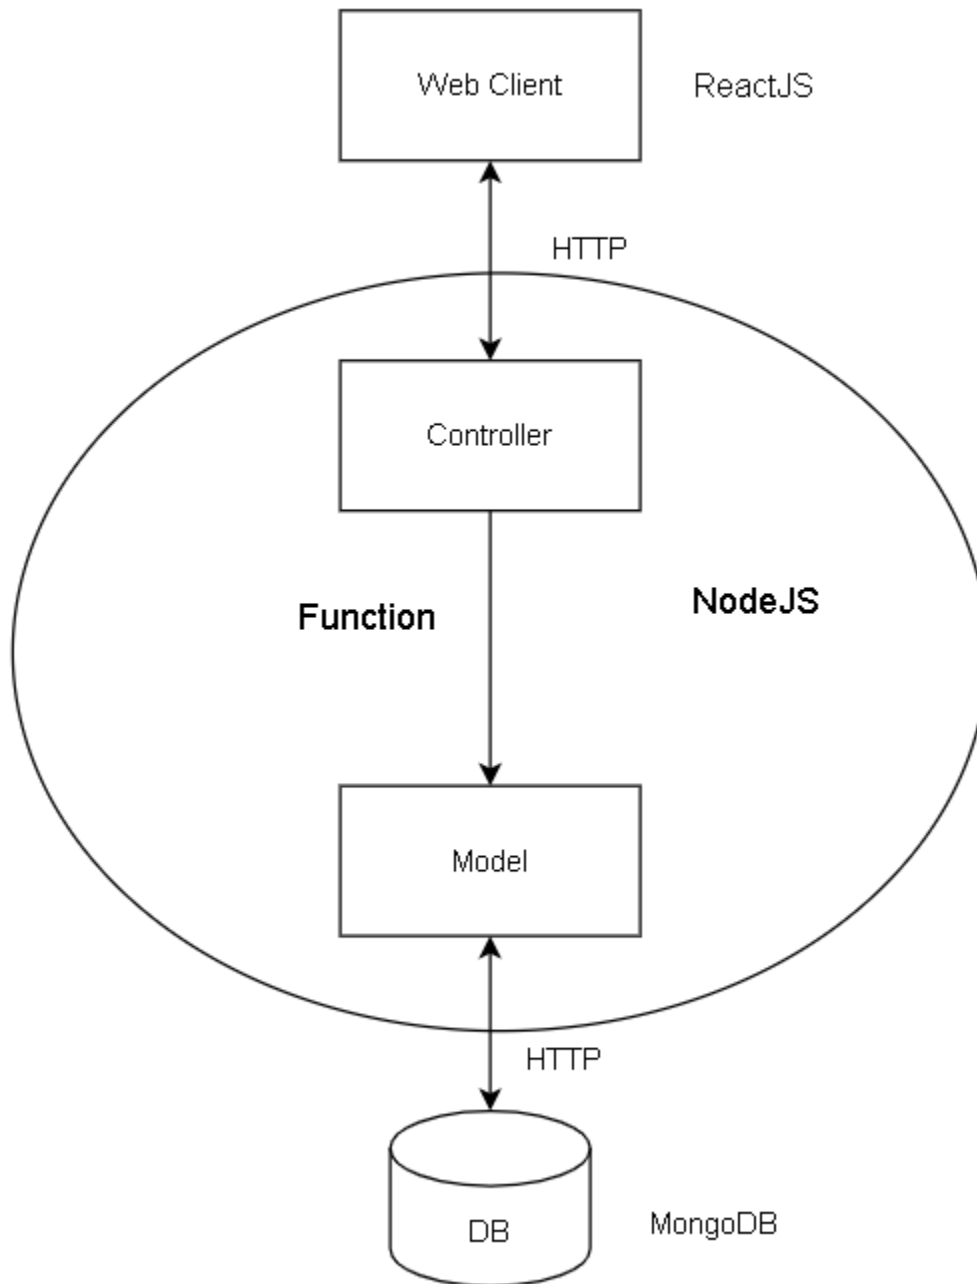 Web Client
ReactJS
HTTP
Controller
Function
NodeJS
Model
HTTP
DB
MongoDB